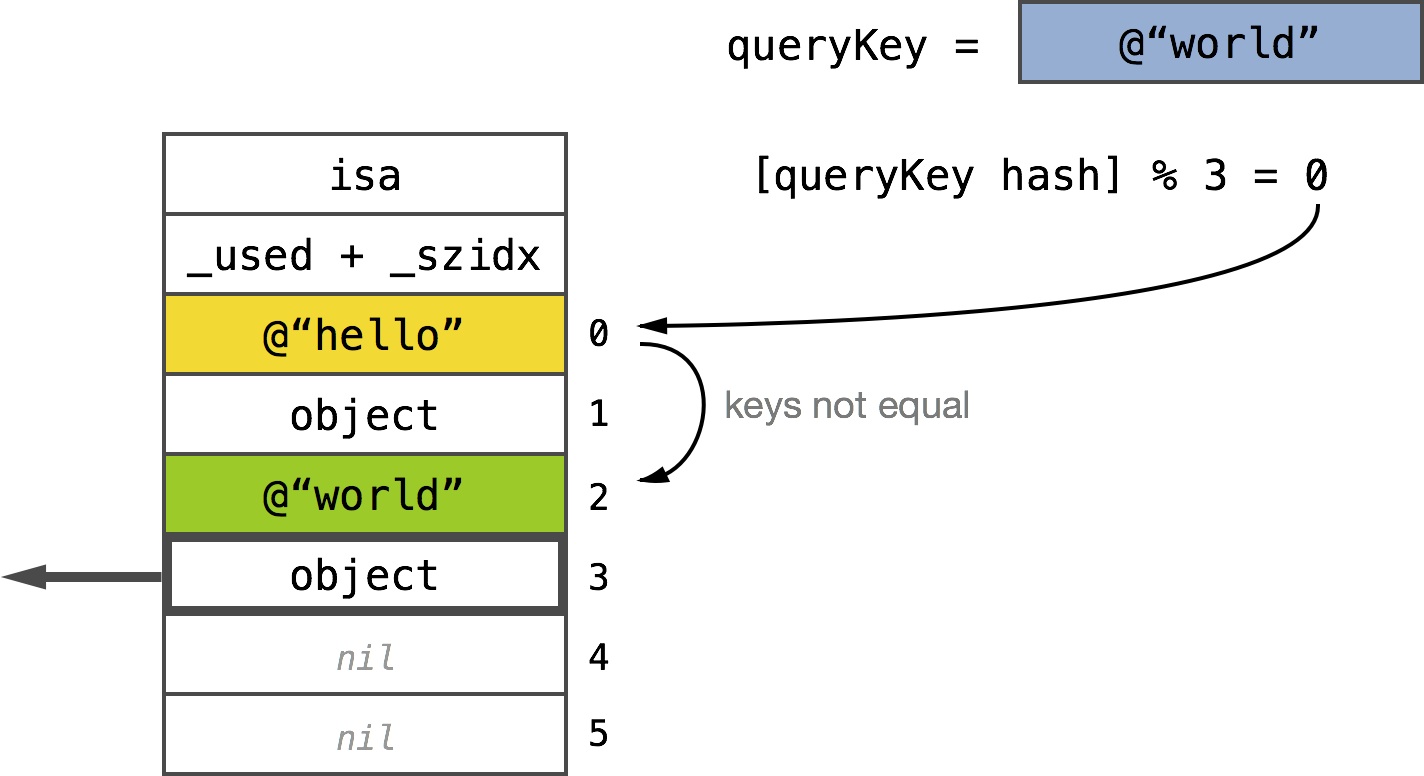 queryKey = @“world”
[queryKey hash] % 3 = 0
isa
_used + _szidx
@“hello” 0
object 1
keys not equal
@“world” 2
object 3
nil 4
nil 5